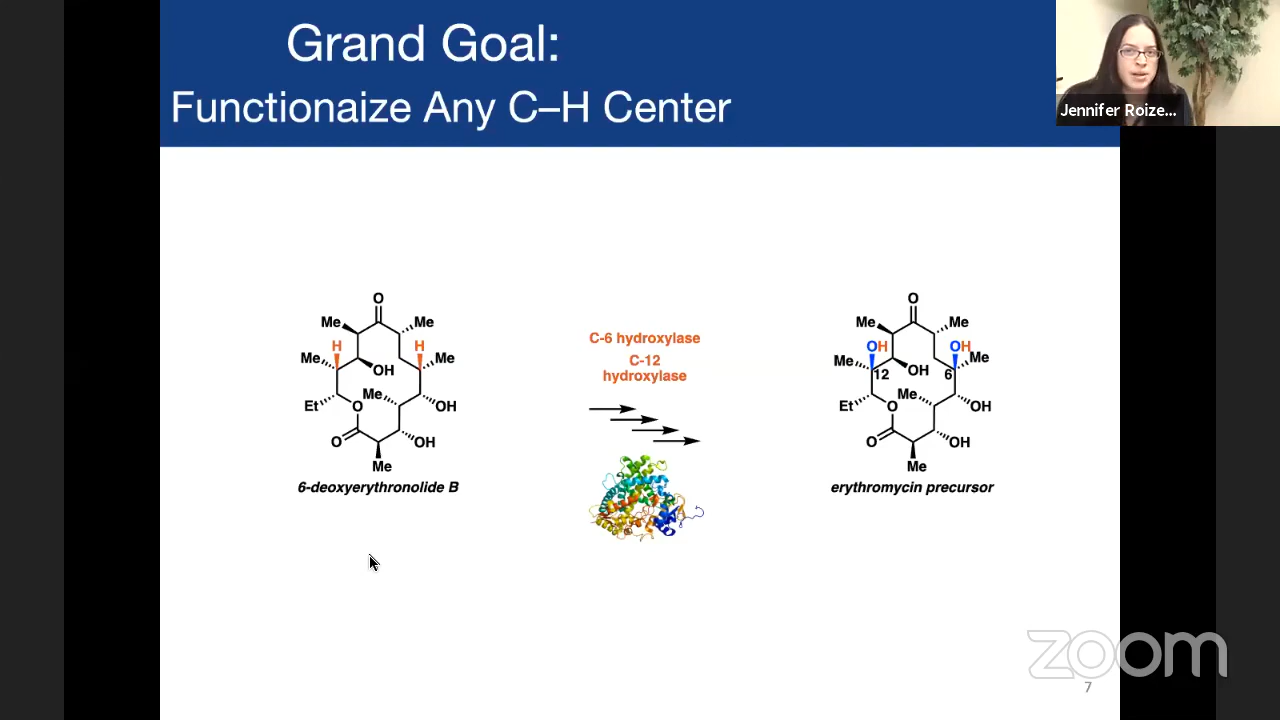 Grand Goal:
Functionaize Any C–H Center
Jennifer Roize...
O
Me
Me
H
H
Me
Me
OH
Me
Et
O
OH
O
OH
Me
6-deoxyerythronolide B
C-6 hydroxylase
C-12
hydroxylase
O
Me
Me
OH
OH
Me
Me
12
OH
6
Me
Et
O
OH
O
OH
Me
erythromycin precursor
zoom
7